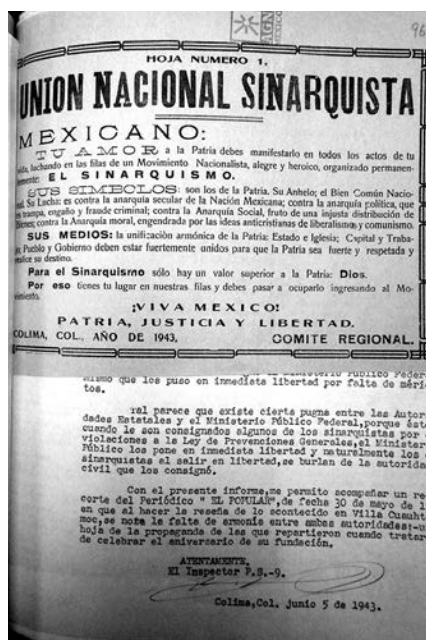 AGN
MÉXICO
96
HOJA NUMERO 1.
UNION NACIONAL SINARQUISTA
MEXICANO:
TU AMOR a la Patria debes manifestarlo en todos los actos de tu
vida, luchando en las filas de un Movimiento Nacionalista, alegre y heroico, organizado permanen-
temente: EL SINARQUISMO.
SUS SIMBOLOS: son los de la Patria. Su Anhelo; el Bien Común Nacio-
nal. Su Lucha: es contra la anarquía secular de la Nación Mexicana; contra la anarquía política, que
es trampa, engaño y fraude criminal; contra la Anarquía Social, fruto de una injusta distribución de
bienes; contra la Anarquía moral, engendrada por las ideas anticristianas de liberalismo y comunismo.
SUS MEDIOS: la unificación armónica de la Patria: Estado e Iglesia; Capital y Traba-
jo; Pueblo y Gobierno deben estar fuertemente unidos para que la Patria sea fuerte y respetada y
realice su destino.
Para el Sinarquismo sólo hay un valor superior a la Patria: Dios.
Por eso tienes tu lugar en nuestras filas y debes pasar a ocuparlo ingresando al Mo-
vimiento.
¡VIVA MEXICO!
PATRIA, JUSTICIA Y LIBERTAD.
COLIMA, COL., AÑO DE 1943. COMITE REGIONAL.
Ministerio Público Federal
mismo que los puso en inmediata libertad por falta de méri-
tos.
Tal parece que existe cierta pugna entre las Autor
dades Estatales y el Ministerio Público Federal, porque ést
cuando le son consignados algunos de los sinarquistas por
violaciones a la Ley de Prevenciones Generales, el Minister
Público los pone en inmediata libertad y naturalmente los
sinarquistas al salir en libertad, se burlan de la autorida
civil que los consignó.
Con el presente informe, me permito acompañar un re
corte del Periódico " EL POPULAR", de fecha 30 de mayo de 1
en que al hacer la reseña de lo acontecido en Villa Cuauht
moc, se nota la falta de armonía entre ambas autoridades:-u
hoja de la propaganda de las que repartieron cuando tratar
de celebrar el aniversario de su fundación.
ATENTAMENTE,
El Inspector P.S.-9.
Colima, Col. junio 5 de 1943.